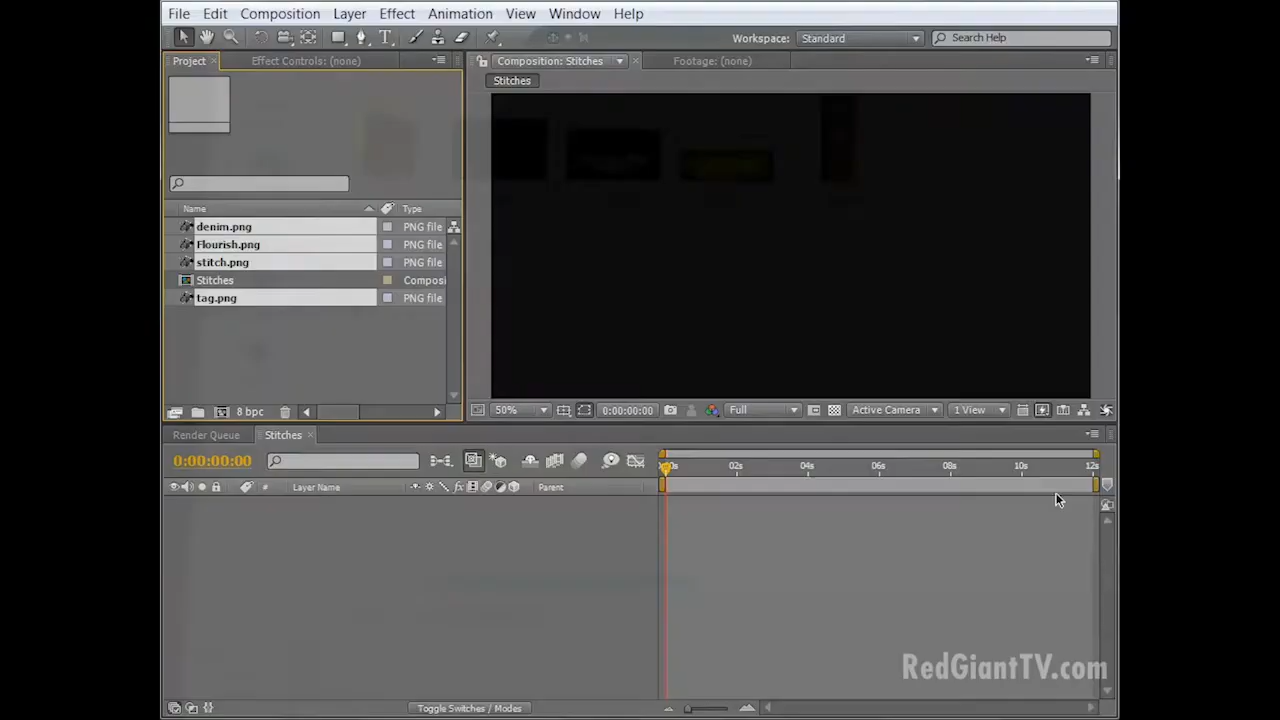 File Edit Composition Layer Effect Animation View Window Help
Workspace: Standard Search Help
Project Effect Controls: (none) Composition: Stitches Footage: (none)
Stitches
Name Type
denim.png PNG file
Flourish.png PNG file
stitch.png PNG file
Stitches Composi
tag.png PNG file
8 bpc 50% 0:00:00:00 Full Active Camera 1 View
Render Queue Stitches
0:00:00:00 02s 04s 06s 08s 10s 12s
# Layer Name fx Parent
RedGiantTV.com
Toggle Switches / Modes